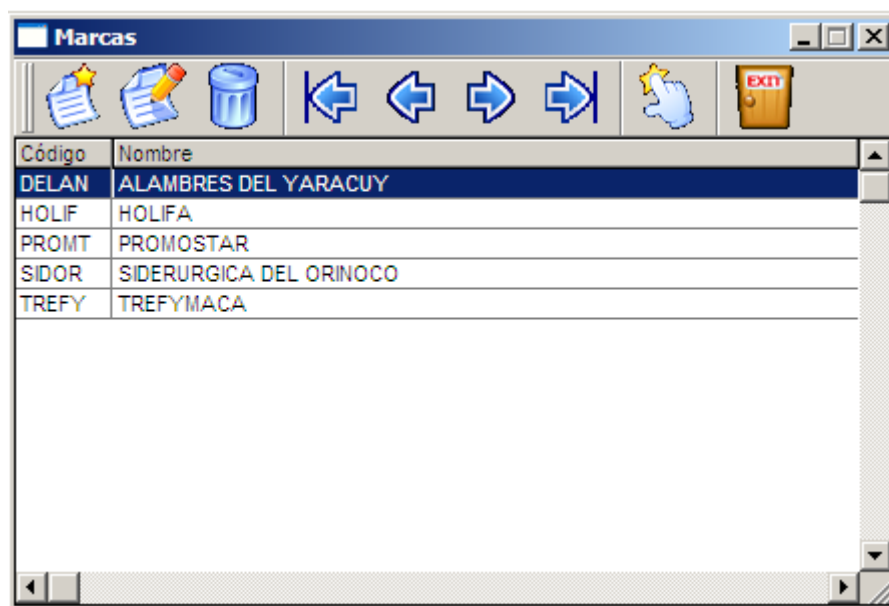 Marcas
EXIT
Código Nombre
DELAN ALAMBRES DEL YARACUY
HOLIF HOLIFA
PROMT PROMOSTAR
SIDOR SIDERURGICA DEL ORINOCO
TREFY TREFYMACA